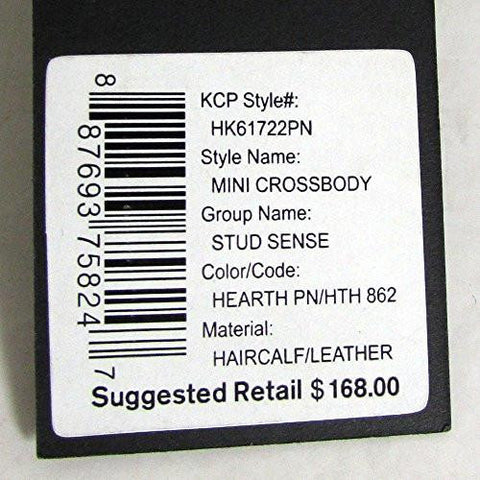 8 87693 75824 7
KCP Style#:
HK61722PN
Style Name:
MINI CROSSBODY
Group Name:
STUD SENSE
Color/Code:
HEARTH PN/HTH 862
Material:
HAIRCALF/LEATHER
Suggested Retail $168.00